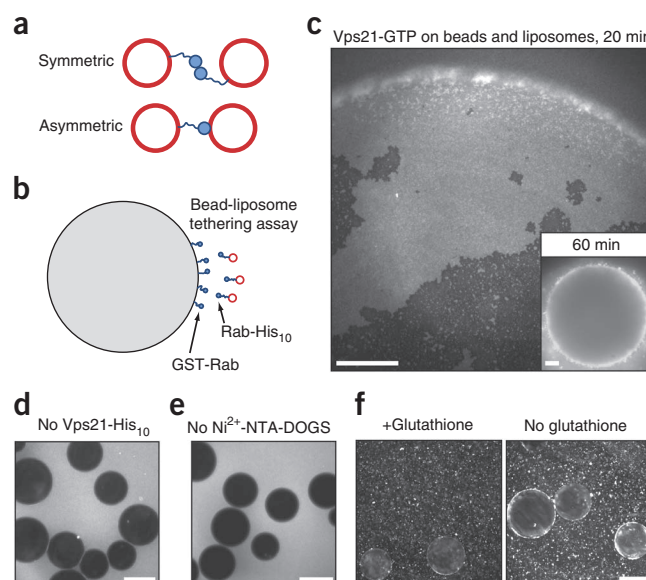 a
Symmetric
Asymmetric
b
Bead-liposome
tethering assay
Rab-His10
GST-Rab
c
Vps21-GTP on beads and liposomes, 20 min
60 min
d
No Vps21-His10
e
No Ni2+-NTA-DOGS
f
+Glutathione
No glutathione